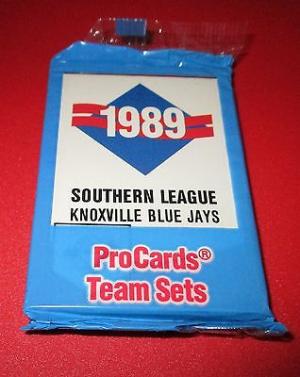 1989
SOUTHERN LEAGUE
KNOXVILLE BLUE JAYS
ProCards®
Team Sets